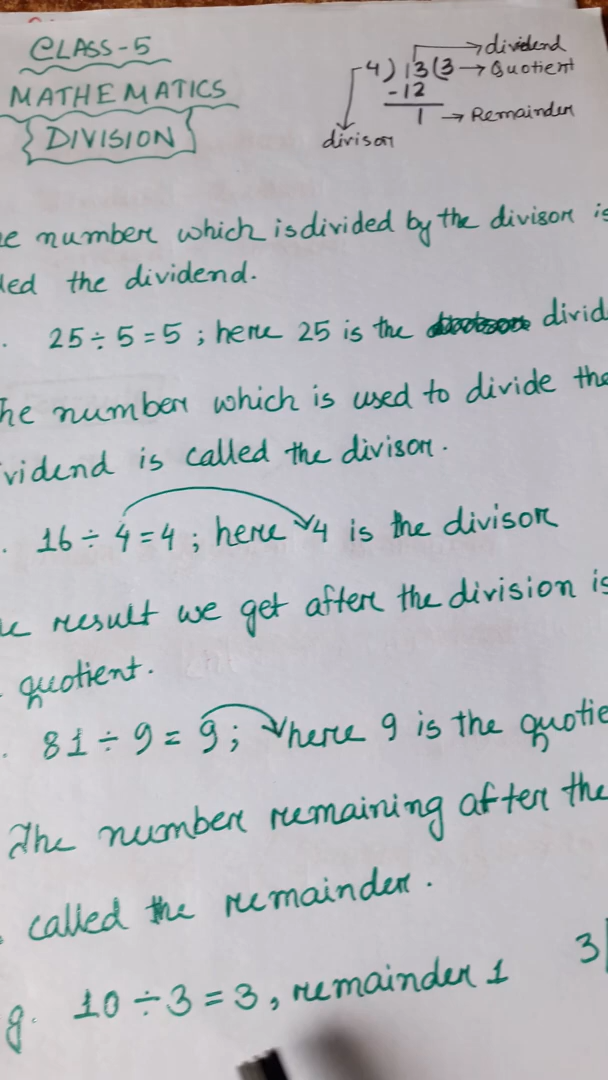 CLASS-5
MATHEMATICS
DIVISION
dividend
4) 13 (3 → Quotient
-12
1 → Remainder
divisor
he number which is divided by the divisor is
led the dividend.
. 25 ÷ 5 = 5 ; here 25 is the divid
he number which is used to divide the
vidend is called the divisor.
. 16 ÷ 4 = 4 ; here 4 is the divisor
e result we get after the division is
quotient.
. 81 ÷ 9 = 9 ; here 9 is the quotie
The number remaining after the
called the remainder.
g. 10 ÷ 3 = 3, remainder 1 3